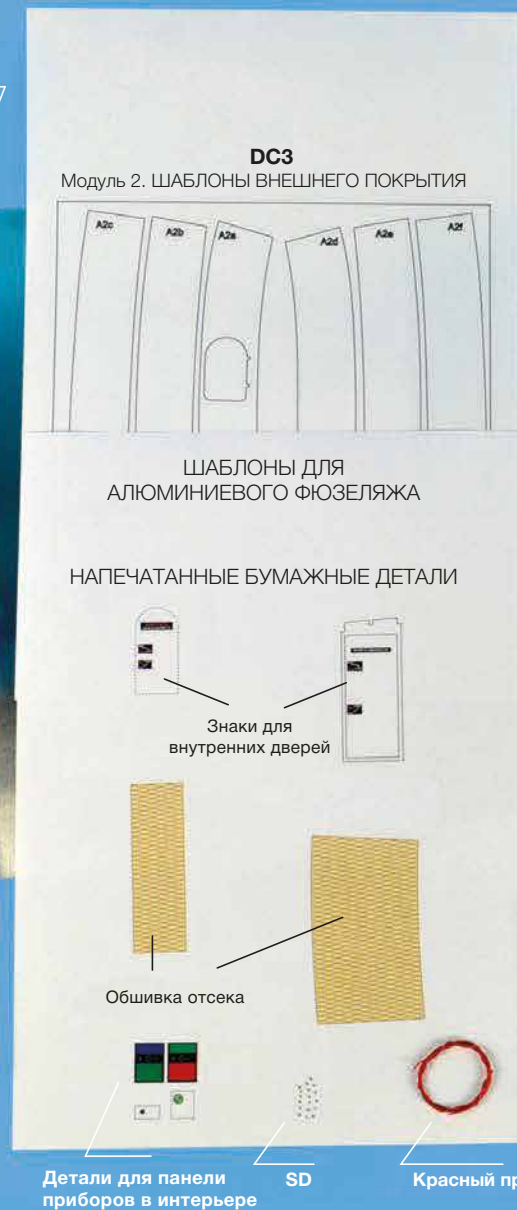 DC3
Модуль 2. ШАБЛОНЫ ВНЕШНЕГО ПОКРЫТИЯ
A2c
A2b
A2a
A2d
A2e
A2f
ШАБЛОНЫ ДЛЯ
АЛЮМИНИЕВОГО ФЮЗЕЛЯЖА
НАПЕЧАТАННЫЕ БУМАЖНЫЕ ДЕТАЛИ
Знаки для
внутренних дверей
Обшивка отсека
Детали для панели
приборов в интерьере
SD
Красный пр